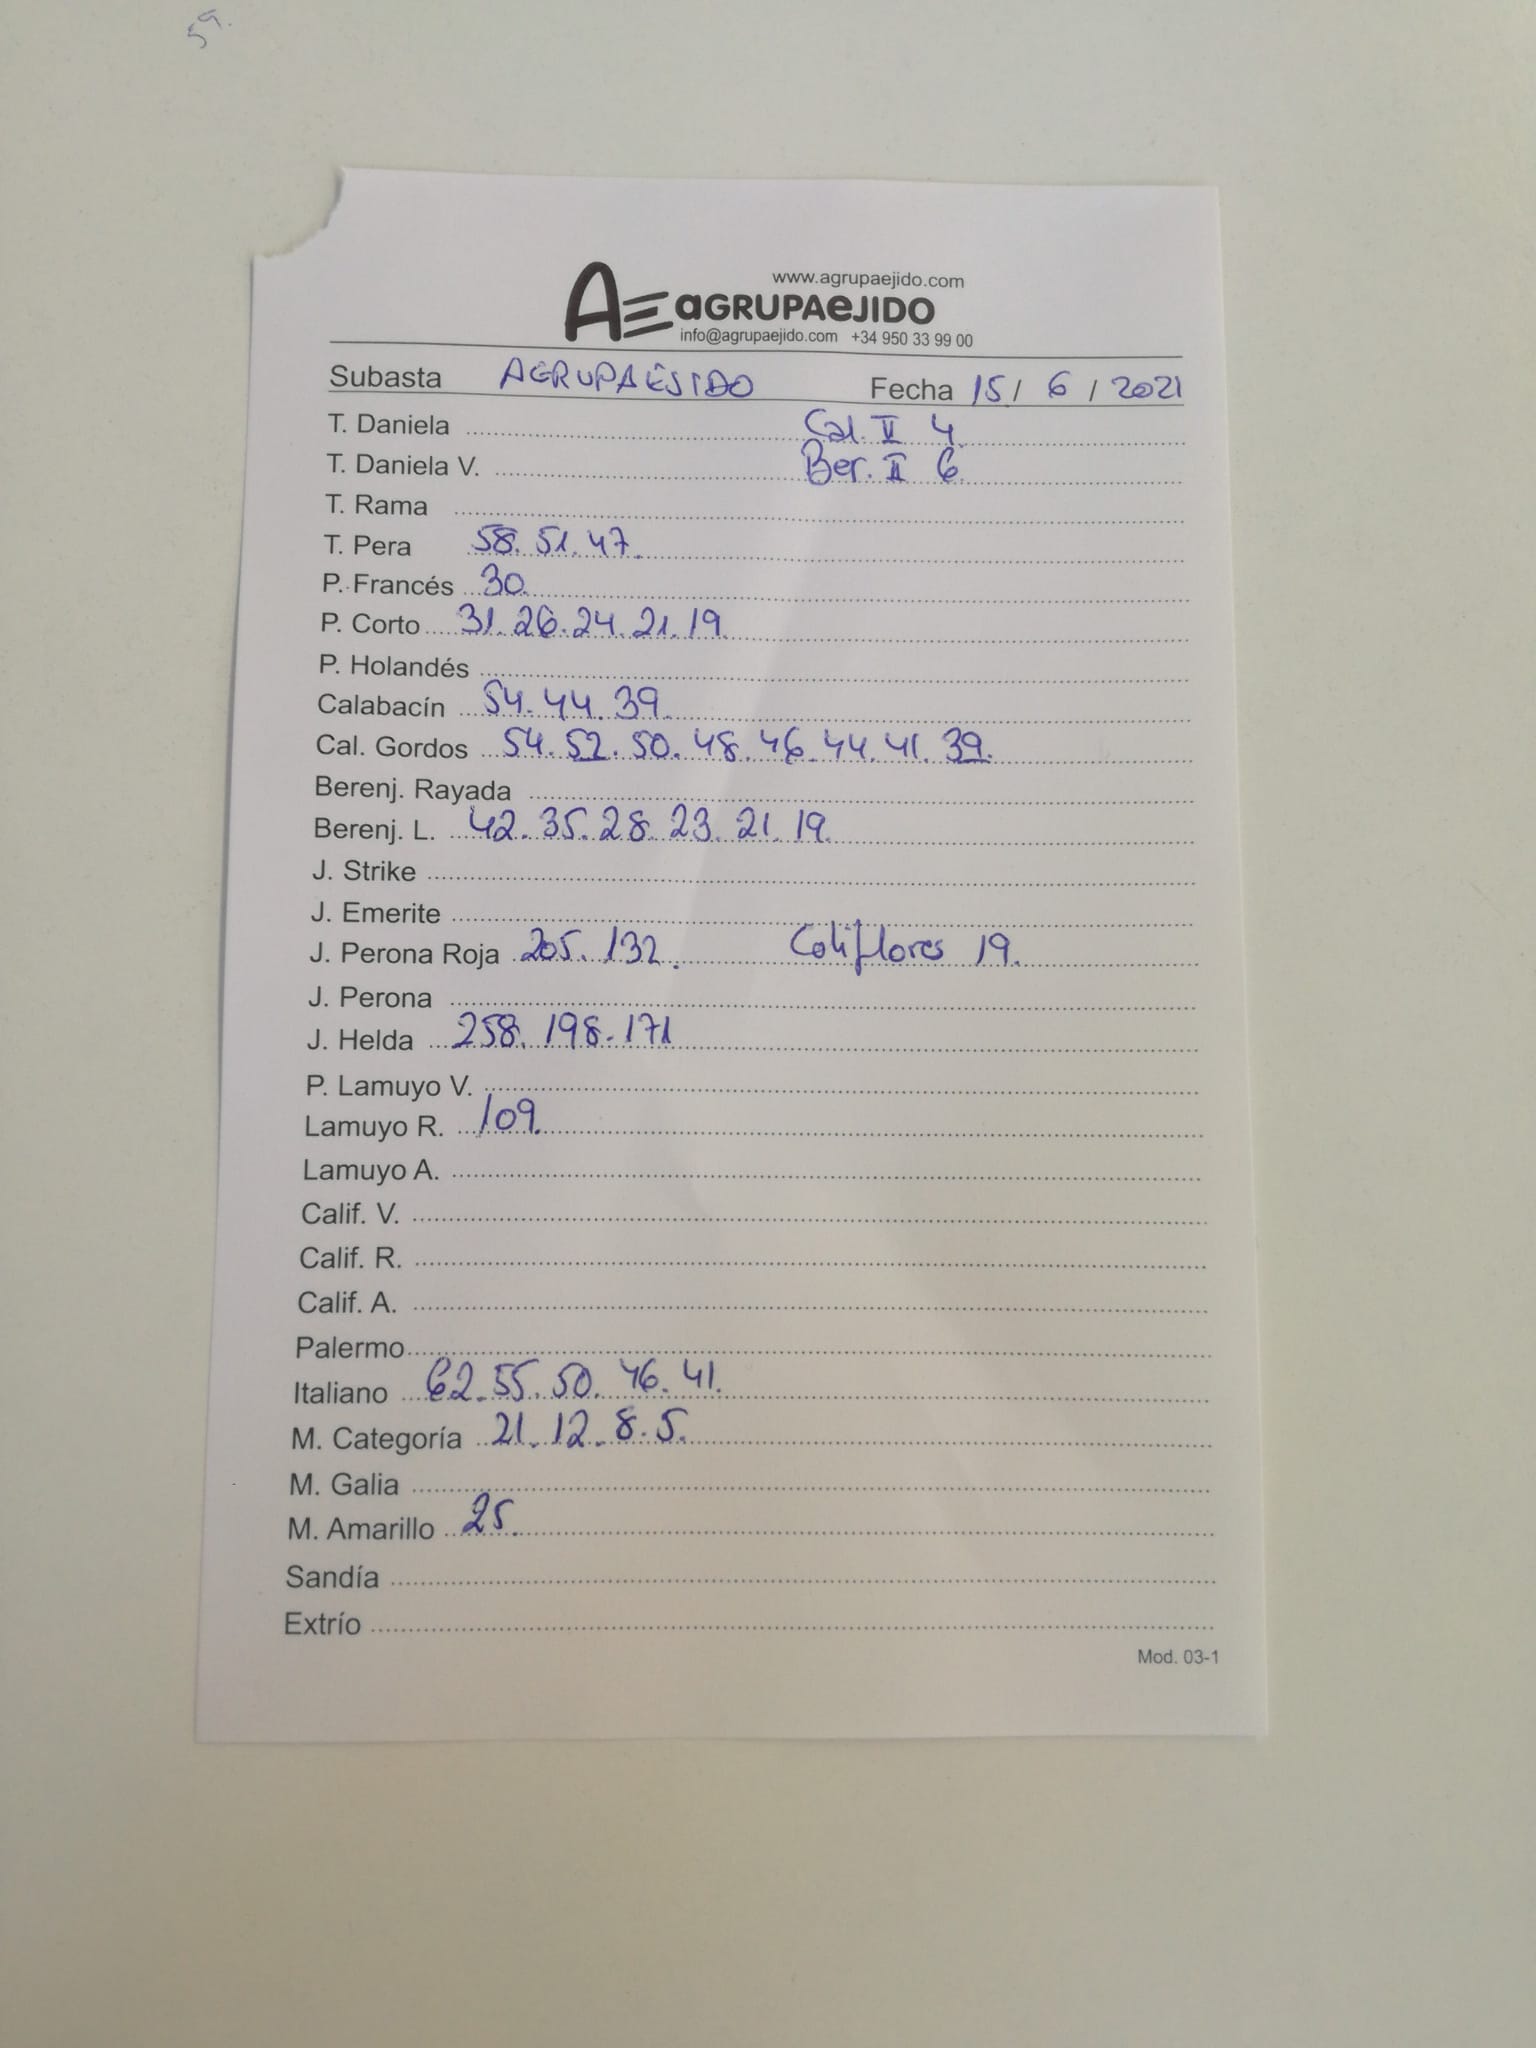 5a.
www.agrupaejido.com
AE aGRUPAeJIDO
info@agrupaejido.com +34 950 33 99 00
Subasta AGRUPAEJIDO Fecha 15 / 6 / 2021
T. Daniela Cal. II 4.
T. Daniela V. Ber. II 6.
T. Rama
T. Pera 58. 51. 47.
P. Francés 30.
P. Corto 31. 26. 24. 21. 19.
P. Holandés
Calabacín 54. 44. 39.
Cal. Gordos 54. 52. 50. 48. 46. 44. 41. 39.
Berenj. Rayada
Berenj. L. 42. 35. 28. 23. 21. 19.
J. Strike
J. Emerite
J. Perona Roja 205. 132. Coliflores 19.
J. Perona
J. Helda 258. 198. 171
P. Lamuyo V.
Lamuyo R. 109.
Lamuyo A.
Calif. V.
Calif. R.
Calif. A.
Palermo
Italiano 62. 55. 50. 46. 41.
M. Categoría 21. 12. 8. 5.
M. Galia
M. Amarillo 25.
Sandía
Extrío
Mod. 03-1